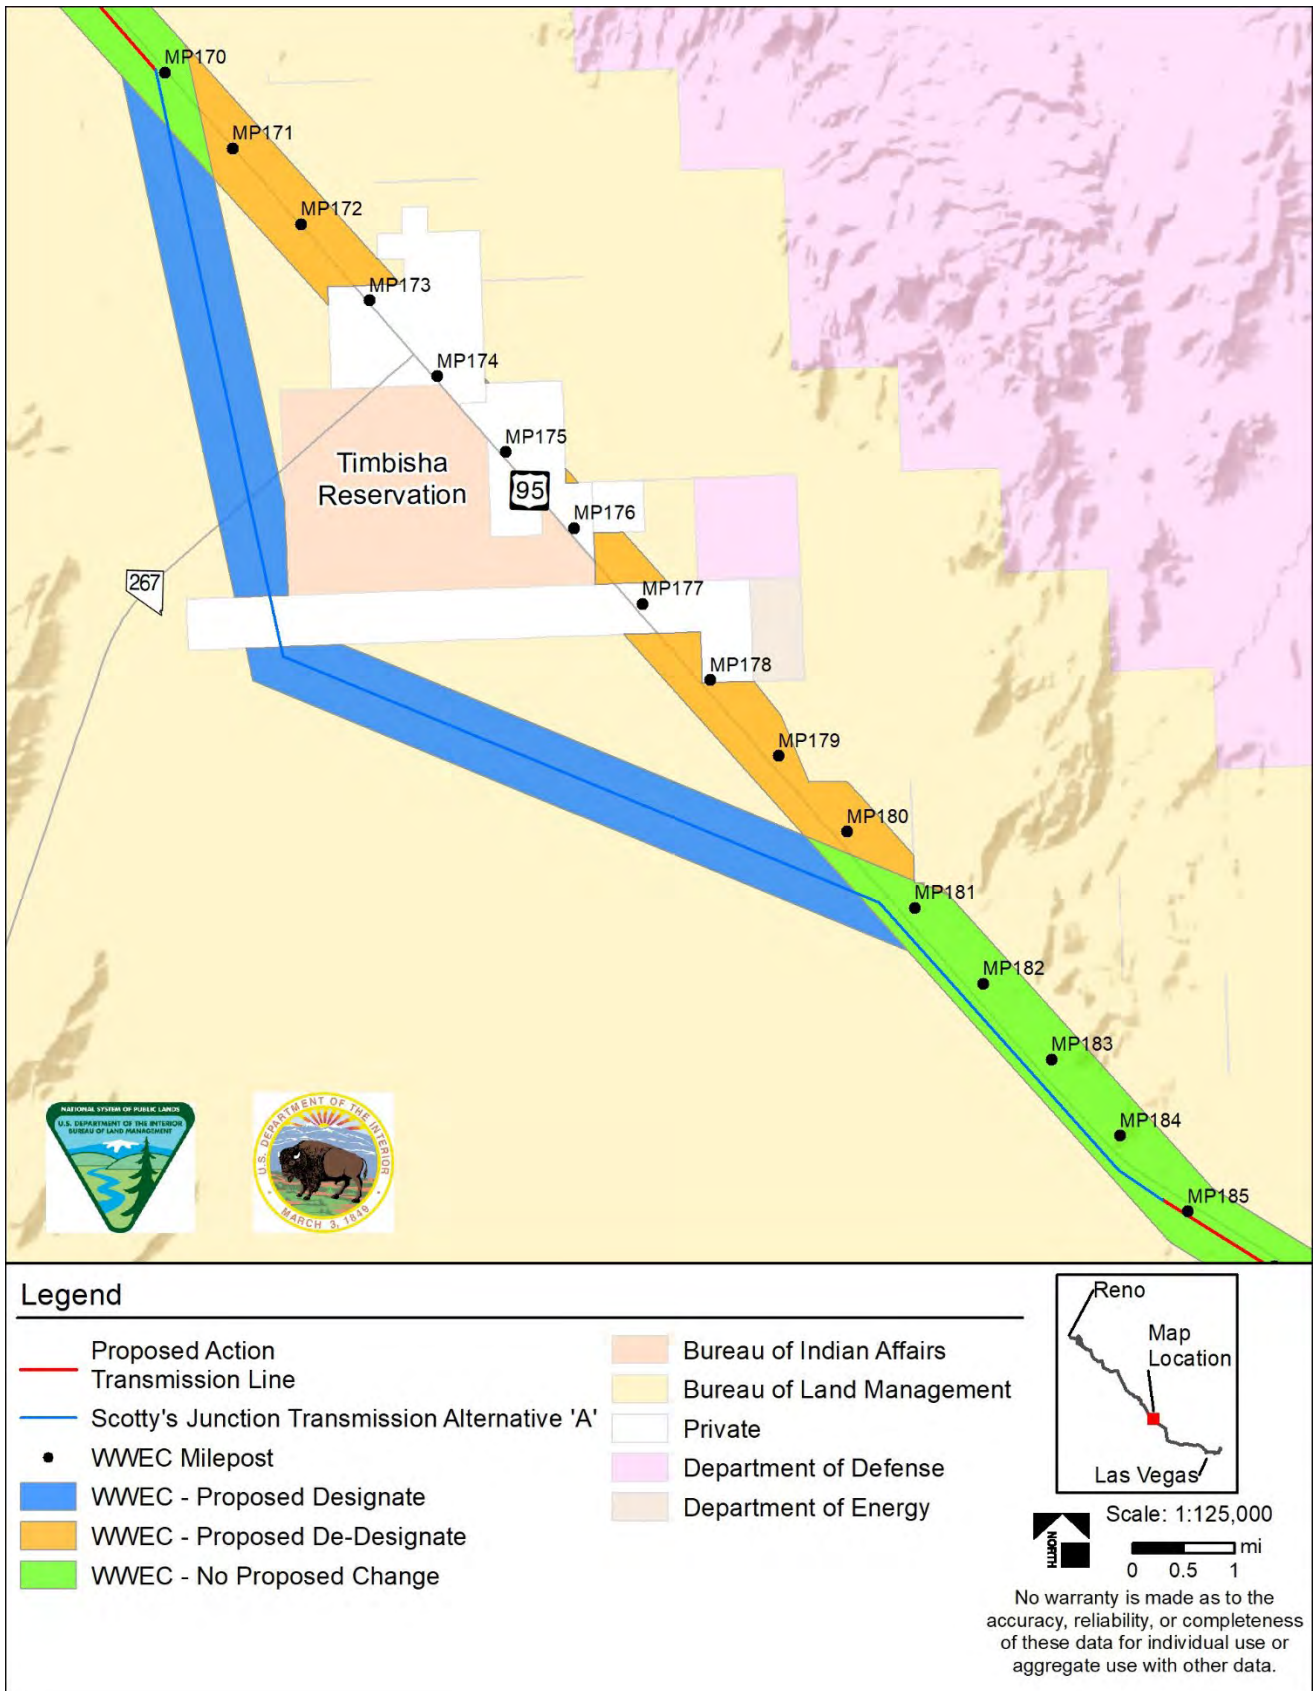 MP170
MP171
MP172
MP173
MP174
MP175
Timbisha
Reservation
95
MP176
267
MP177
MP178
MP179
MP180
MP181
MP182
MP183
MP184
MP185
NATIONAL SYSTEM OF PUBLIC LANDS
U.S. DEPARTMENT OF THE INTERIOR
BUREAU OF LAND MANAGEMENT
U.S. DEPARTMENT OF THE INTERIOR
MARCH 3, 1849
Legend
Proposed Action
Transmission Line
Scotty's Junction Transmission Alternative 'A'
WWEC Milepost
WWEC - Proposed Designate
WWEC - Proposed De-Designate
WWEC - No Proposed Change
Bureau of Indian Affairs
Bureau of Land Management
Private
Department of Defense
Department of Energy
Reno
Map
Location
Las Vegas
NORTH
Scale: 1:125,000
mi
0 0.5 1
No warranty is made as to the
accuracy, reliability, or completeness
of these data for individual use or
aggregate use with other data.